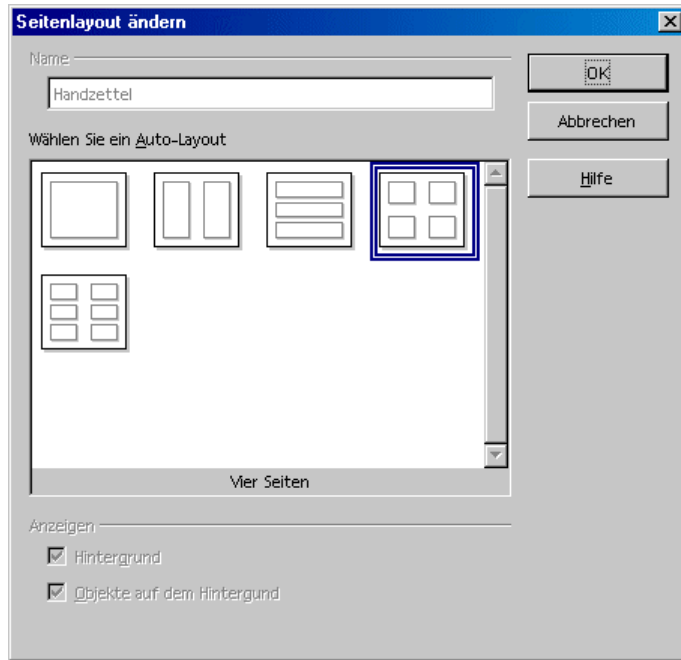 Seitenlayout ändern
Name
Handzettel
OK
Abbrechen
Wählen Sie ein Auto-Layout
Hilfe
Vier Seiten
Anzeigen
Hintergrund
Objekte auf dem Hintergund